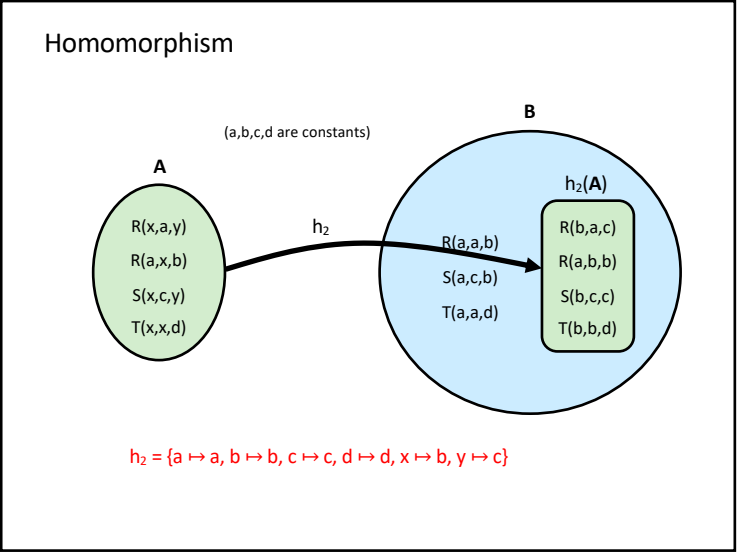 Homomorphism
(a,b,c,d are constants)
A
R(x,a,y)
R(a,x,b)
S(x,c,y)
T(x,x,d)
h₂
B
R(a,a,b)
S(a,c,b)
T(a,a,d)
h₂(A)
R(b,a,c)
R(a,b,b)
S(b,c,c)
T(b,b,d)
h₂ = {a ↦ a, b ↦ b, c ↦ c, d ↦ d, x ↦ b, y ↦ c}